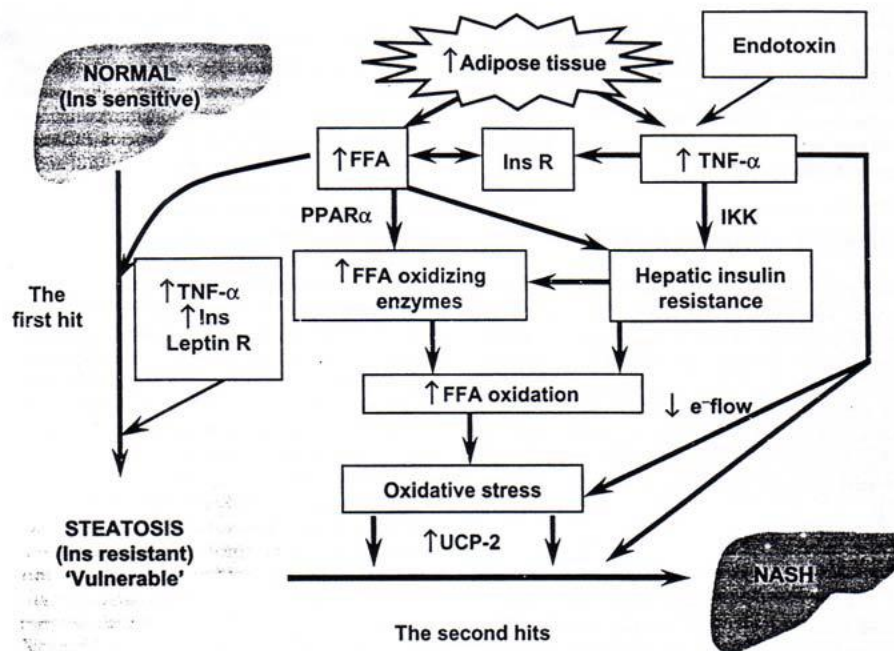 NORMAL
(Ins sensitive)
↑Adipose tissue
Endotoxin
↑FFA
Ins R
↑ TNF-α
PPARα
IKK
↑FFA oxidizing
enzymes
Hepatic insulin
resistance
The
first hit
↑TNF-α
↑Ins
Leptin R
↑FFA oxidation
↓ e⁻flow
Oxidative stress
↑UCP-2
STEATOSIS
(Ins resistant)
'Vulnerable'
NASH
The second hits